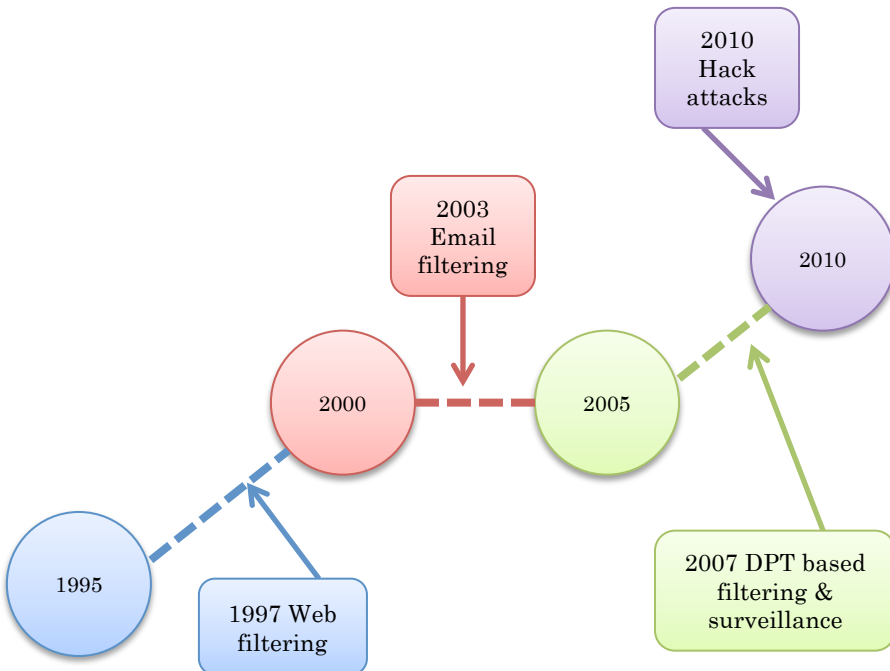 2010
Hack
attacks
2003
Email
filtering
2010
2000
2005
1995
1997 Web
filtering
2007 DPT based
filtering &
surveillance